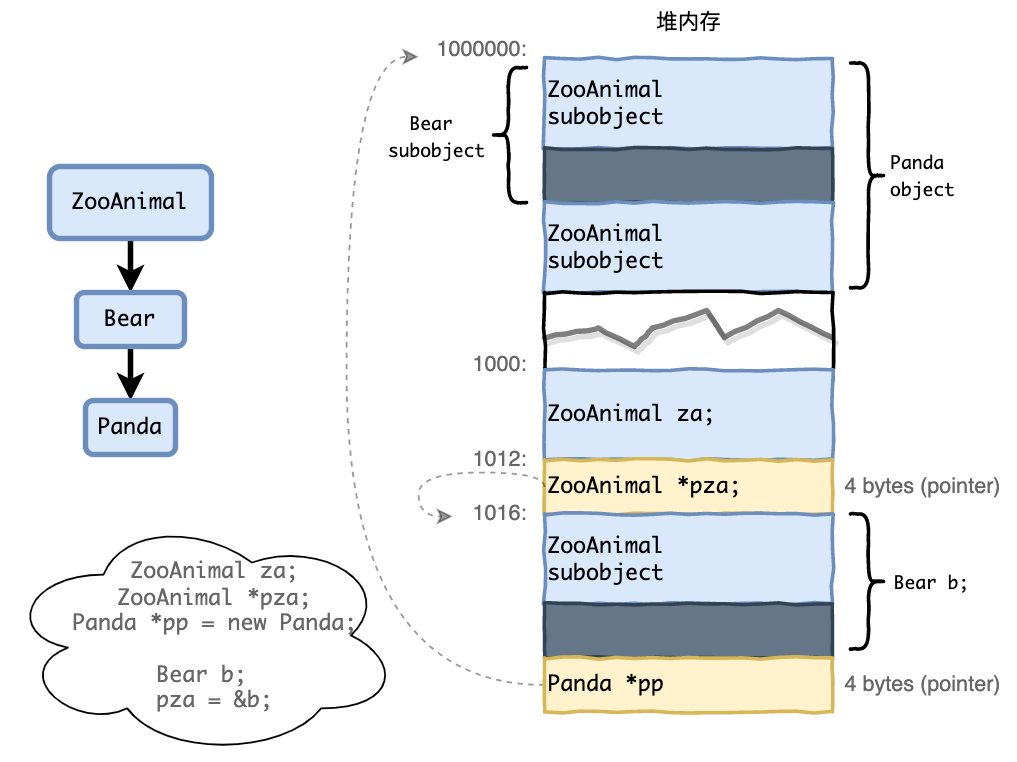 堆内存
1000000:
ZooAnimal
subobject
Bear
subobject
Panda
object
ZooAnimal
subobject
ZooAnimal
Bear
Panda
1000:
ZooAnimal za;
1012:
ZooAnimal *pza;
4 bytes (pointer)
1016:
ZooAnimal
subobject
Bear b;
Panda *pp
4 bytes (pointer)
ZooAnimal za;
ZooAnimal *pza;
Panda *pp = new Panda;
Bear b;
pza = &b;